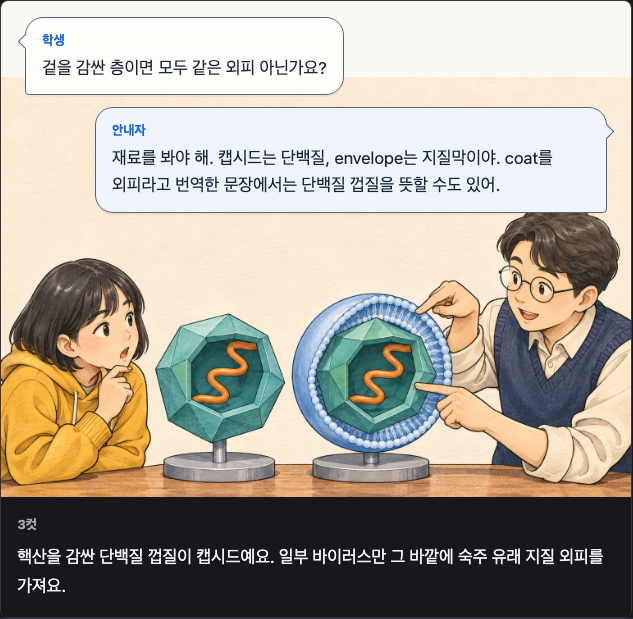 학생
겉을 감싼 층이면 모두 같은 외피 아닌가요?
안내자
재료를 봐야 해. 캡시드는 단백질, envelope는 지질막이야. coat를
외피라고 번역한 문장에서는 단백질 껍질을 뜻할 수도 있어.
3컷
핵산을 감싼 단백질 껍질이 캡시드예요. 일부 바이러스만 그 바깥에 숙주 유래 지질 외피를
가져요.